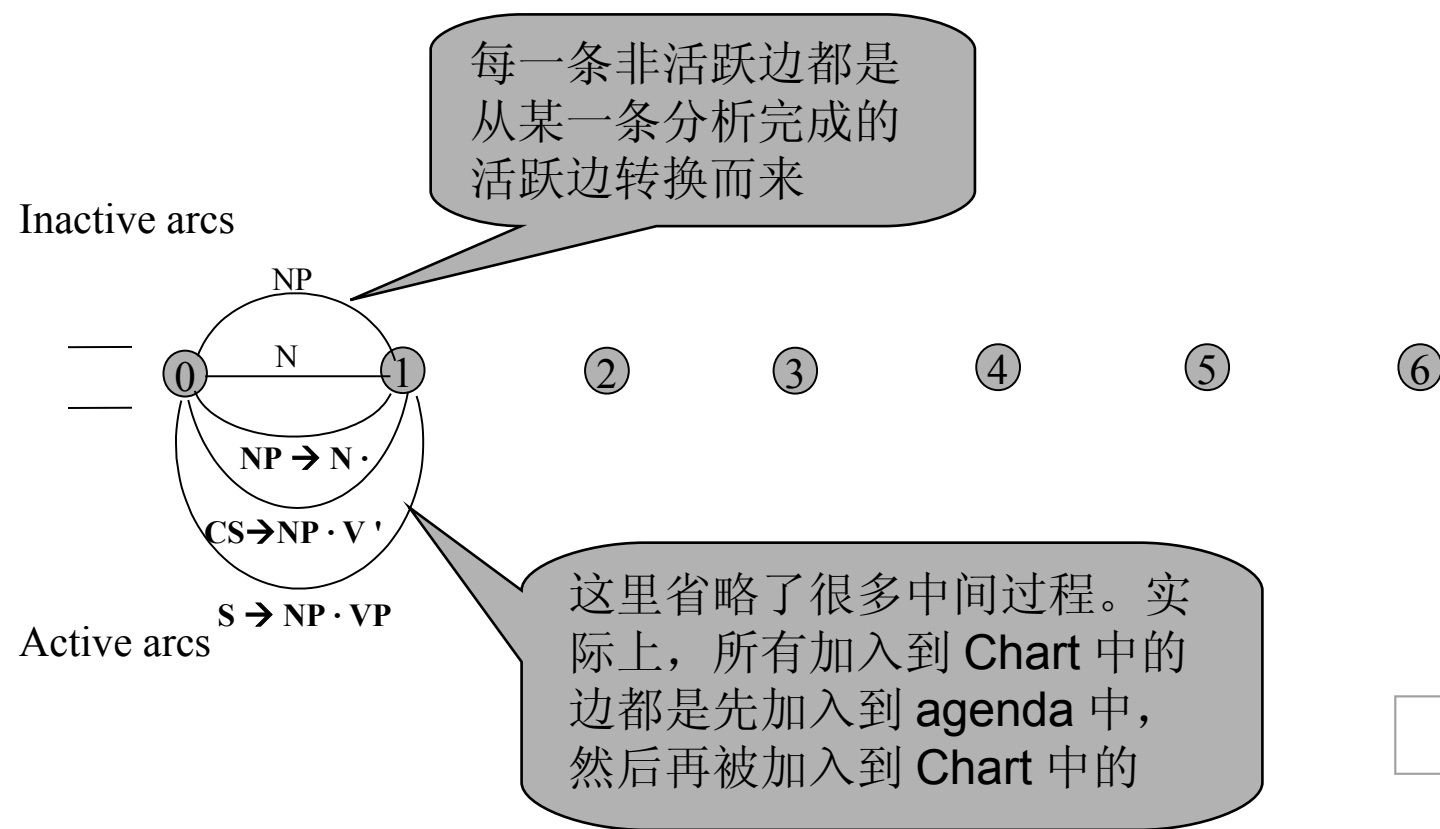 每一条非活跃边都是
从某一条分析完成的
活跃边转换而来
Inactive arcs
NP
N
0
1
2
3
4
5
6
NP → N ·
CS→NP · V '
S → NP · VP
Active arcs
这里省略了很多中间过程。实
际上，所有加入到 Chart 中的
边都是先加入到 agenda 中，
然后再被加入到 Chart 中的